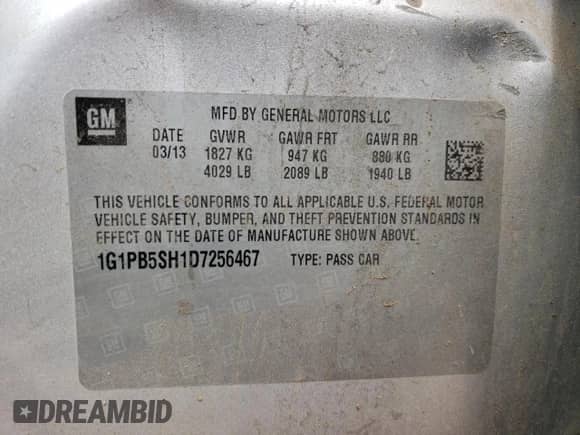 GM
MFD BY GENERAL MOTORS LLC
DATE GVWR GAWR FRT GAWR RR
03/13 1827 KG 947 KG 880 KG
4029 LB 2089 LB 1940 LB
THIS VEHICLE CONFORMS TO ALL APPLICABLE U.S. FEDERAL MOTOR
VEHICLE SAFETY, BUMPER, AND THEFT PREVENTION STANDARDS IN
EFFECT ON THE DATE OF MANUFACTURE SHOWN ABOVE.
1G1PB5SH1D7256467 TYPE: PASS CAR
DREAMBID